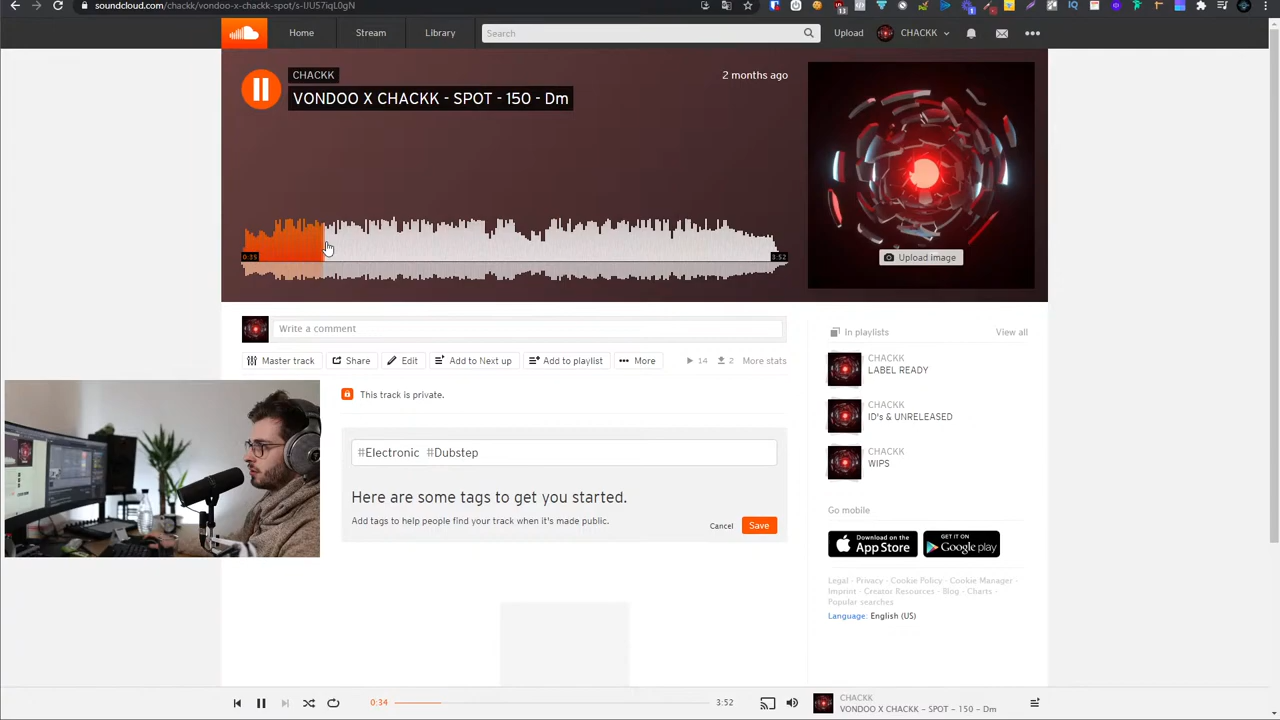 soundcloud.com/chackk/vondoo-x-chackk-spot/s-UUS7iqL0gN
Home
Stream
Library
Search
Upload
CHACKK
CHACKK
2 months ago
VONDOO X CHACKK - SPOT - 150 - Dm
0:35
3:52
Upload image
Write a comment
Master track
Share
Edit
Add to Next up
Add to playlist
More
14
2
More stats
This track is private.
#Electronic #Dubstep
Here are some tags to get you started.
Add tags to help people find your track when it's made public.
Cancel
Save
In playlists
View all
CHACKK
LABEL READY
CHACKK
ID's & UNRELEASED
CHACKK
WIPS
Go mobile
Download on the
App Store
GET IT ON
Google play
Legal - Privacy - Cookie Policy - Cookie Manager -
Imprint - Creator Resources - Blog - Charts -
Popular searches
Language: English (US)
0:34
3:52
CHACKK
VONDOO X CHACKK - SPOT - 150 - Dm